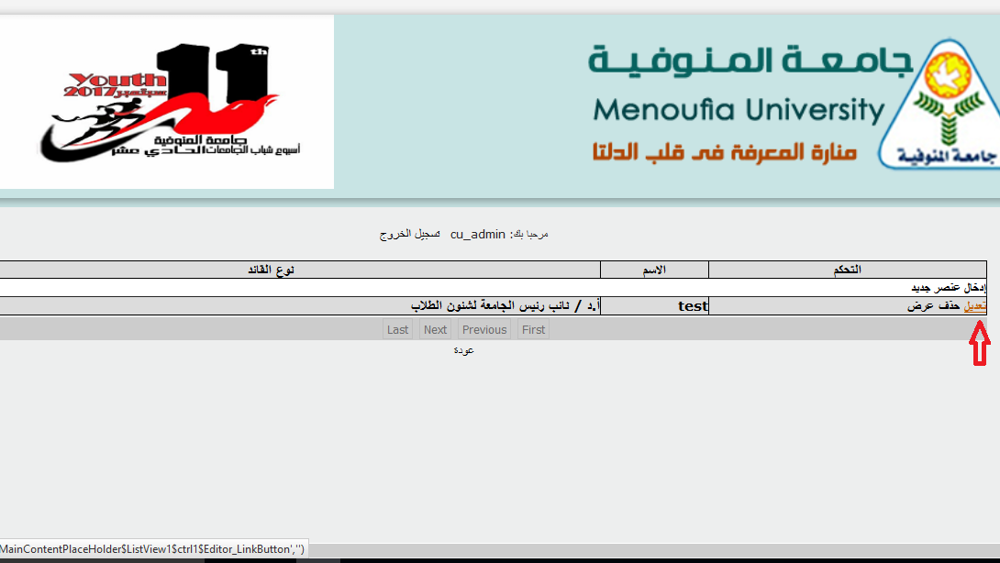 11th
Youth
2017 سبتمبر
جامعة المنوفية
أسبوع شباب الجامعات الحادي عشر
جامعة المنوفية
Menoufia University
منارة المعرفة فى قلب الدلتا
جامعة المنوفية
مرحبا بك: cu_admin تسجيل الخروج
التحكم الاسم نوع القائد
إدخال عنصر جديد
تعديل حذف عرض test أ.د / نائب رئيس الجامعة لشئون الطلاب
Last Next Previous First
عودة
MainContentPlaceHolder$ListView1$ctrl1$Editor_LinkButton','')